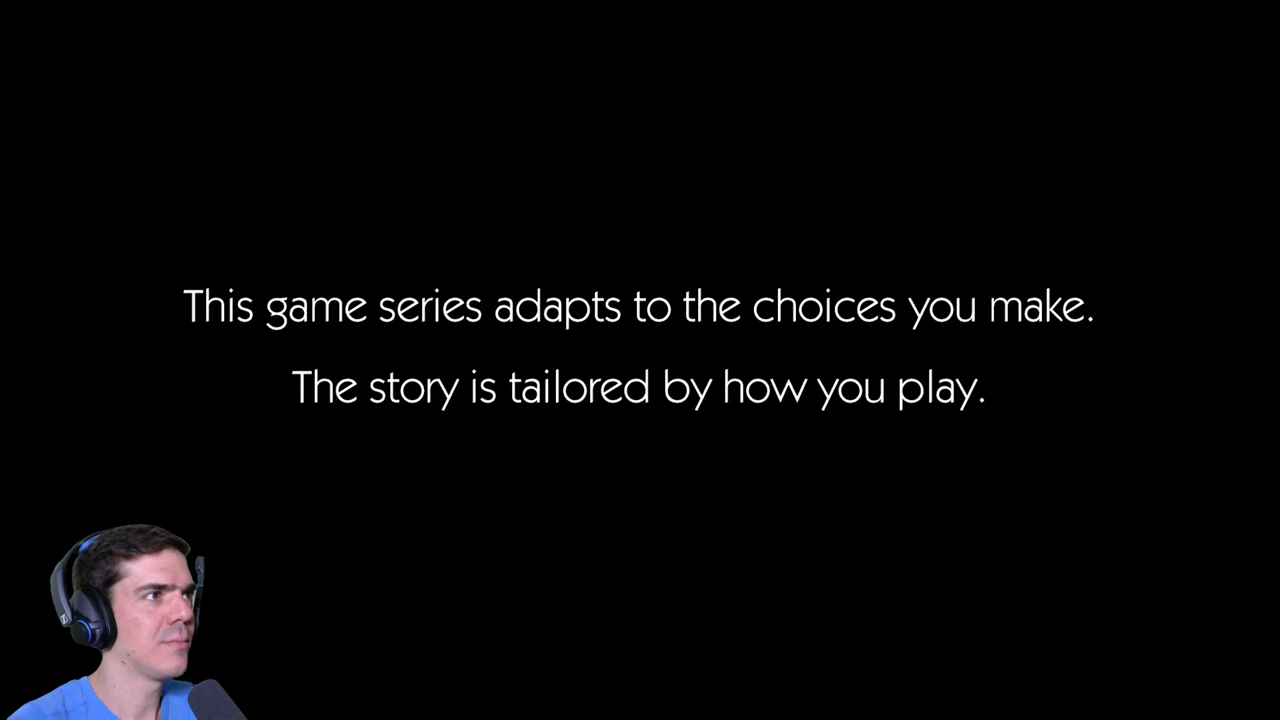 This game series adapts to the choices you make.
The story is tailored by how you play.